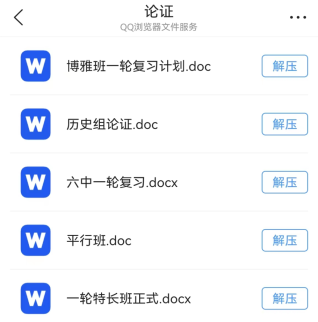 论证
QQ浏览器文件服务
W
博雅班一轮复习计划.doc
解压
W
历史组论证.doc
解压
W
六中一轮复习.docx
解压
W
平行班.doc
解压
W
一轮特长班正式.docx
解压